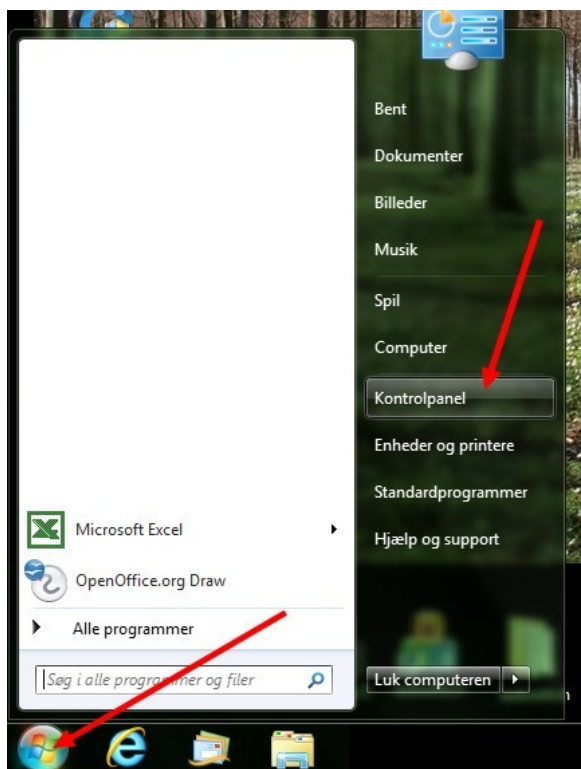 Bent
Dokumenter
Billeder
Musik
Spil
Computer
Kontrolpanel
Enheder og printere
Standardprogrammer
Hjælp og support
Microsoft Excel
OpenOffice.org Draw
Alle programmer
Søg i alle programmer og filer
Luk computeren